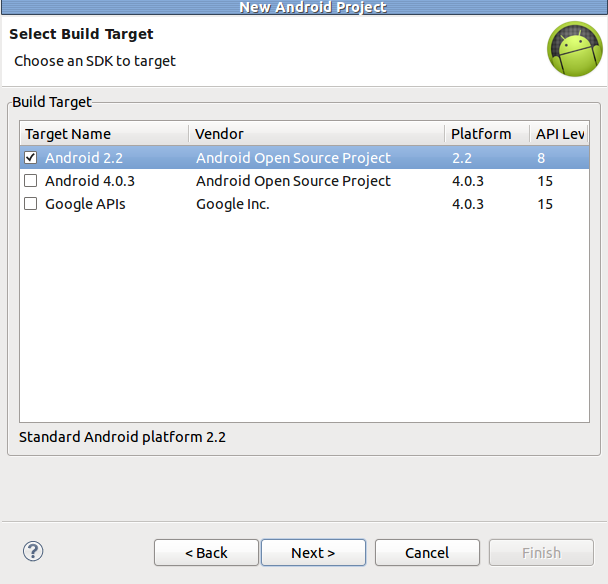 New Android Project
Select Build Target
Choose an SDK to target
Build Target
Target Name Vendor Platform API Lev
Android 2.2 Android Open Source Project 2.2 8
Android 4.0.3 Android Open Source Project 4.0.3 15
Google APIs Google Inc. 4.0.3 15
Standard Android platform 2.2
? < Back Next > Cancel Finish